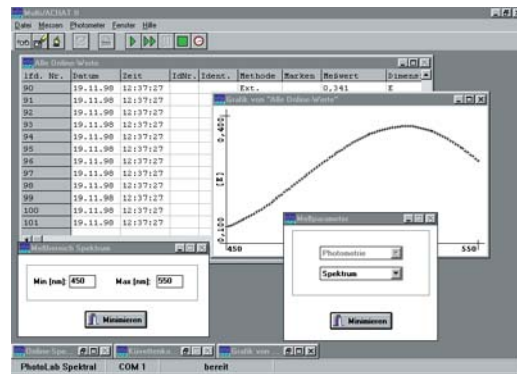 MultiACHAT II
Datei Messen Photometer Fenster Hilfe
Alle Online-Werte
lfd. Nr. Datum Zeit IdNr. Ident. Methode Marken Meßwert Dimens
90 19.11.98 12:37:27 Ext. 0,341 E
91 19.11.98 12:37:27
92 19.11.98 12:37:27
93 19.11.98 12:37:27
94 19.11.98 12:37:27
95 19.11.98 12:37:27
96 19.11.98 12:37:27
97 19.11.98 12:37:27
98 19.11.98 12:37:27
99 19.11.98 12:37:27
100 19.11.98 12:37:27
101 19.11.98 12:37:27
Grafik von "Alle Online-Werte"
0,400
[E]
0,100
450
550
Meßbereich Spektrum
Min [nm]: 450 Max [nm]: 550
Minimieren
Meßparameter
Photometrie
Spektrum
Minimieren
Online-Spe... Küvettenka... Grafik von ...
PhotoLab Spektral COM 1 bereit